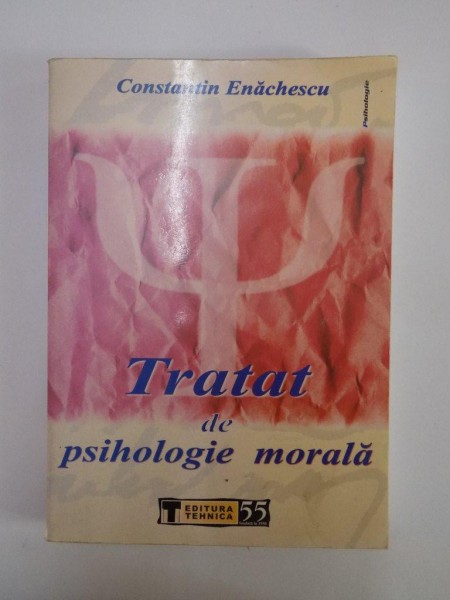 Constantin Enăchescu
Psihologie
Ψ
Tratat
de
psihologie morală
T EDITURA TEHNICA 55